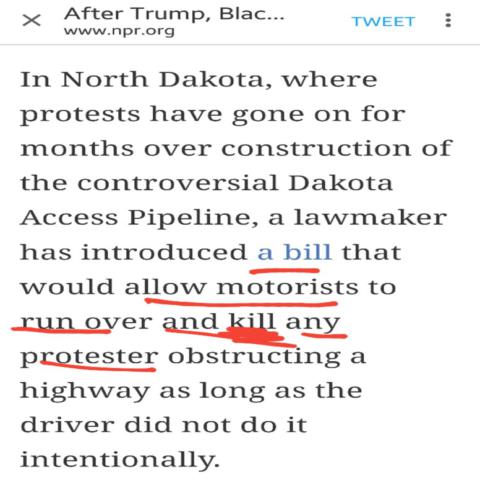 After Trump, Blac...
www.npr.org
TWEET
In North Dakota, where
protests have gone on for
months over construction of
the controversial Dakota
Access Pipeline, a lawmaker
has introduced a bill that
would allow motorists to
run over and kill any
protester obstructing a
highway as long as the
driver did not do it
intentionally.